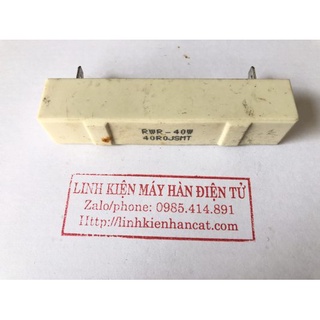 RWR-40W
40R0JSMT
LINH KIỆN MÁY HÀN ĐIỆN TỬ
Zalo/phone: 0985.414.891
Http://linhkienhancat.com